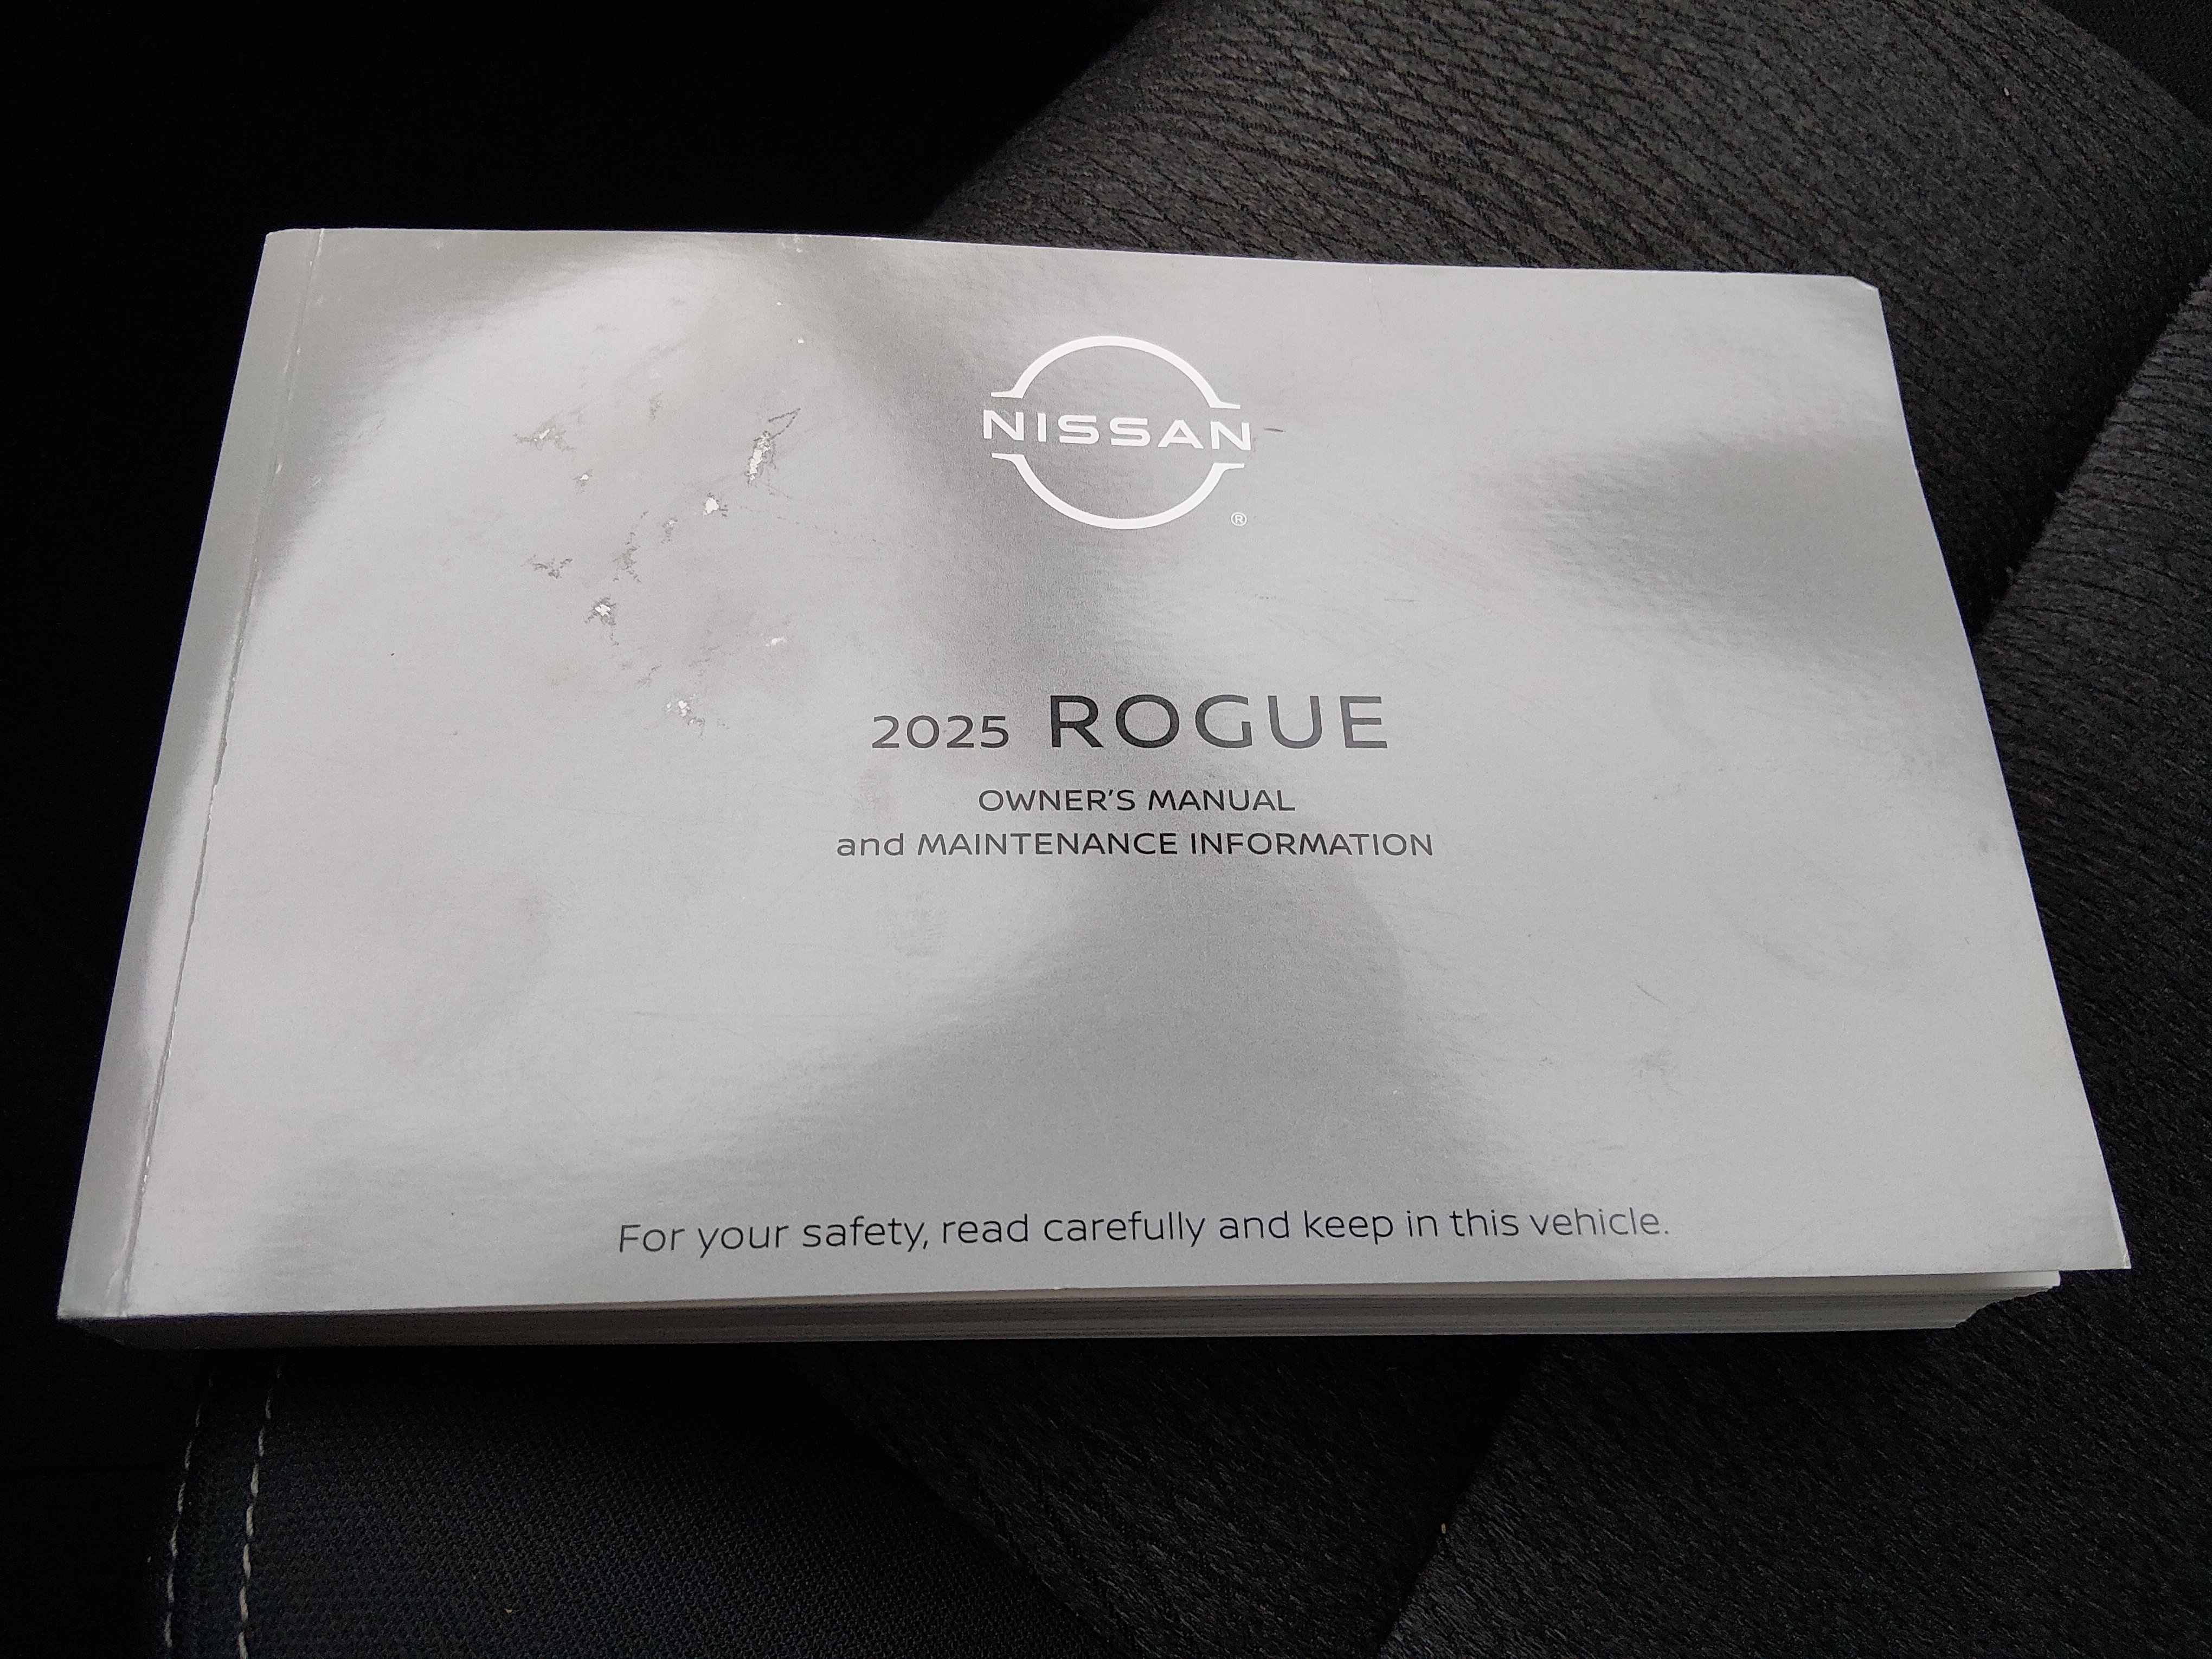 NISSAN
®
2025 ROGUE
OWNER'S MANUAL
and MAINTENANCE INFORMATION
For your safety, read carefully and keep in this vehicle.